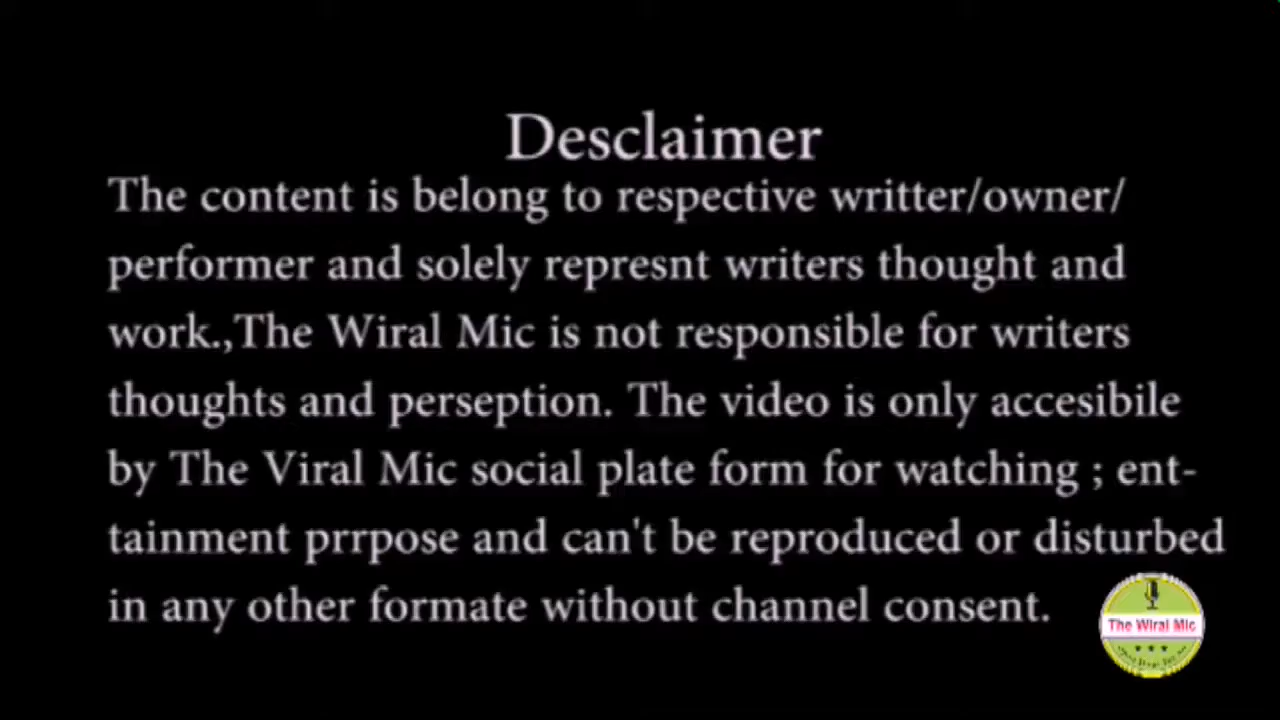 Desclaimer
The content is belong to respective writter/owner/
performer and solely represnt writers thought and
work.,The Wiral Mic is not responsible for writers
thoughts and perseption. The video is only accesibile
by The Viral Mic social plate form for watching ; ent-
tainment prrpose and can't be reproduced or disturbed
in any other formate without channel consent.
The Wiral Mic